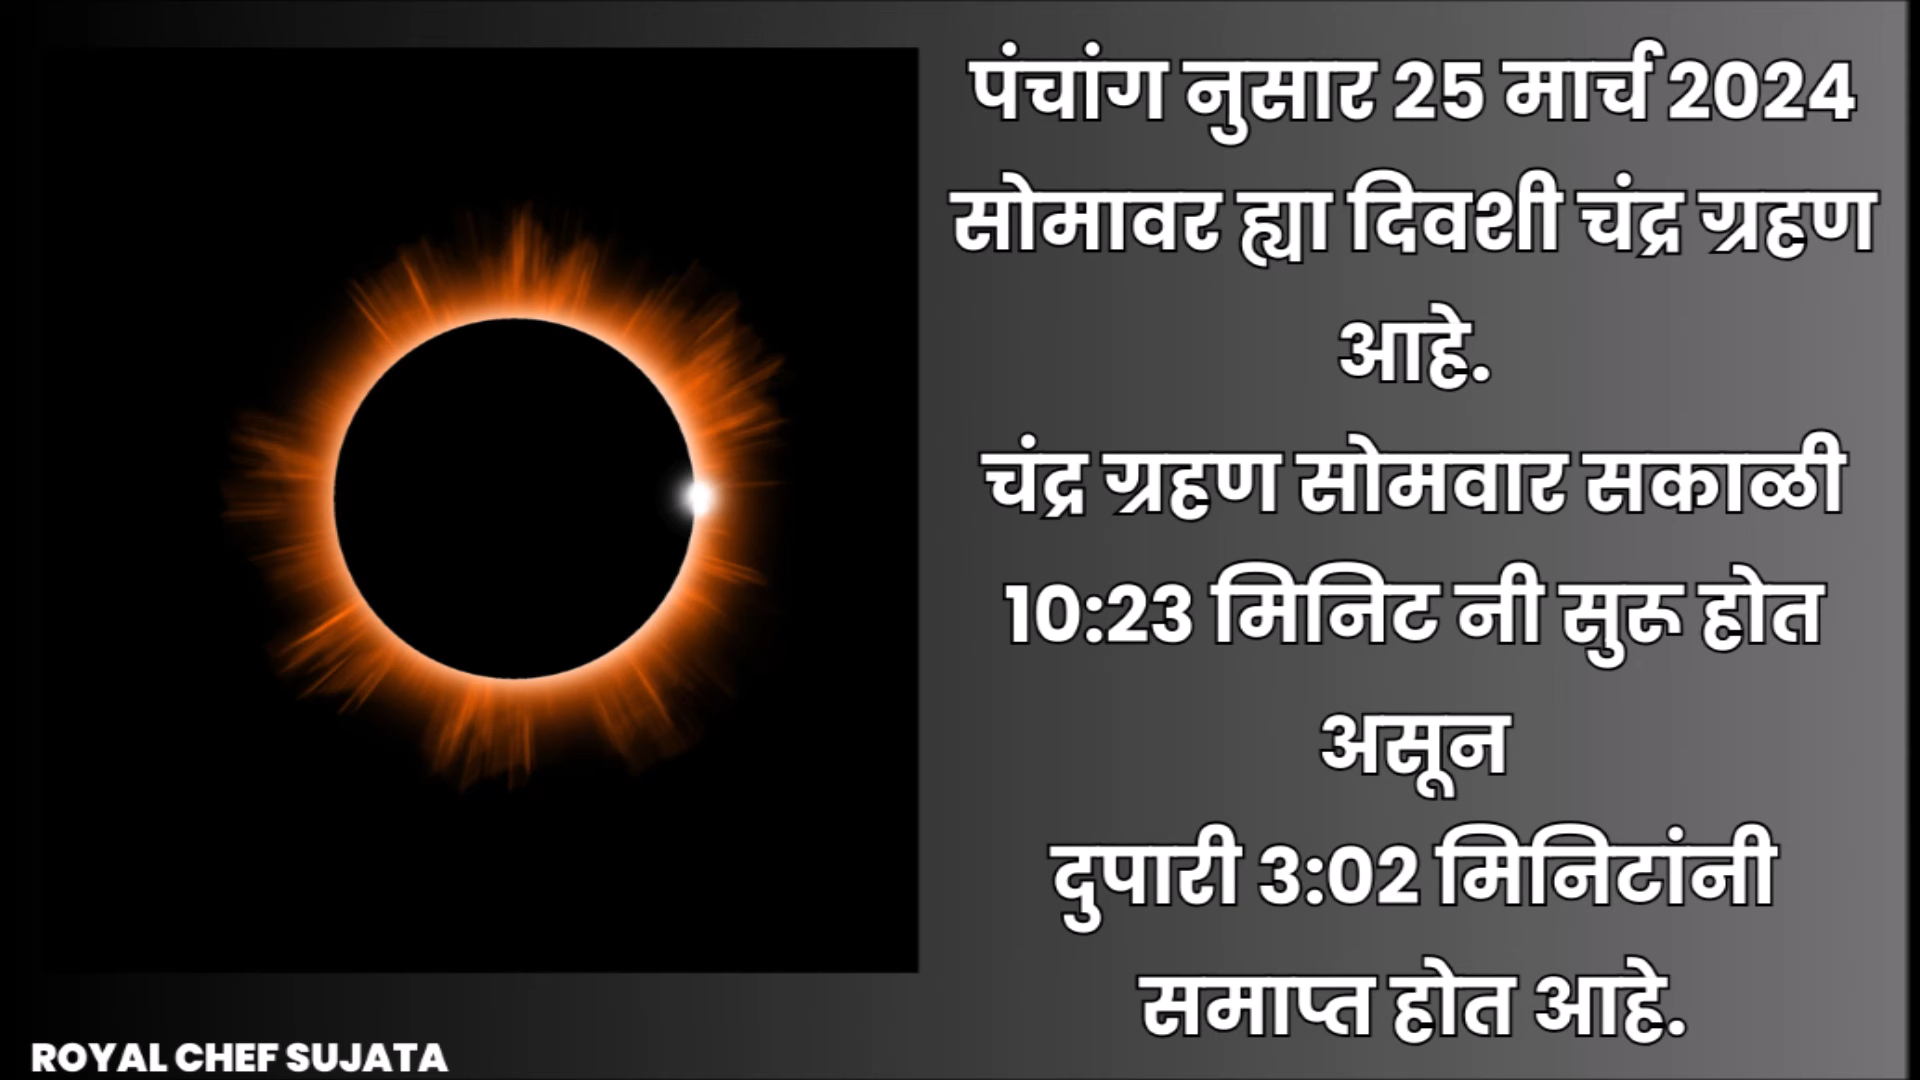 पंचांग नुसार 25 मार्च 2024
सोमावर ह्या दिवशी चंद्र ग्रहण
आहे.
चंद्र ग्रहण सोमवार सकाळी
10:23 मिनिट नी सुरू होत
असून
दुपारी 3:02 मिनिटांनी
समाप्त होत आहे.
ROYAL CHEF SUJATA